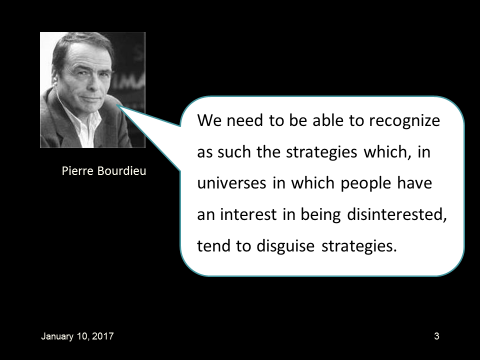 Pierre Bourdieu
We need to be able to recognize
as such the strategies which, in
universes in which people have
an interest in being disinterested,
tend to disguise strategies.
January 10, 2017
3